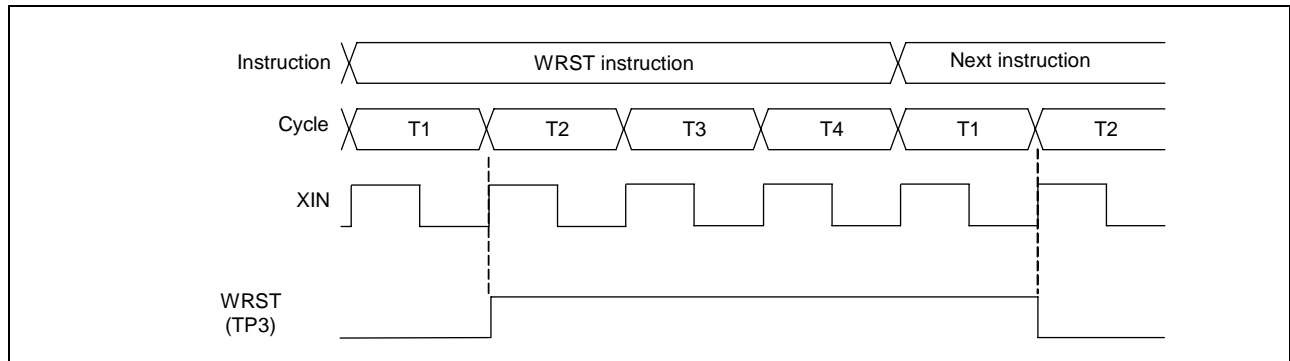 Instruction WRST instruction Next instruction
Cycle T1 T2 T3 T4 T1 T2
XIN
WRST
(TP3)